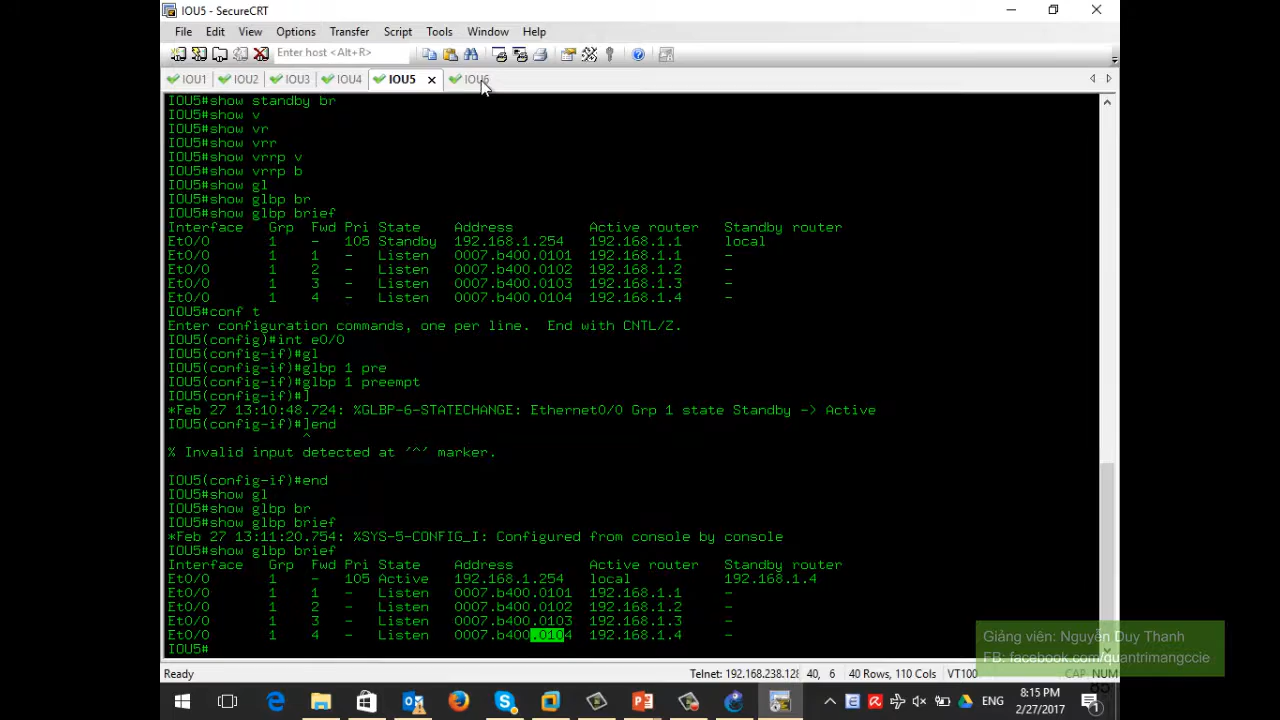 IOU5 - SecureCRT
File Edit View Options Transfer Script Tools Window Help
Enter host <Alt+R>
IOU1 IOU2 IOU3 IOU4 IOU5 IOU6
IOU5#show standby br
IOU5#show v
IOU5#show vr
IOU5#show vrr
IOU5#show vrrp v
IOU5#show vrrp b
IOU5#show gl
IOU5#show glbp br
IOU5#show glbp brief
Interface Grp Fwd Pri State Address Active router Standby router
Et0/0 1 - 105 Standby 192.168.1.254 192.168.1.1 local
Et0/0 1 1 - Listen 0007.b400.0101 192.168.1.1 -
Et0/0 1 2 - Listen 0007.b400.0102 192.168.1.2 -
Et0/0 1 3 - Listen 0007.b400.0103 192.168.1.3 -
Et0/0 1 4 - Listen 0007.b400.0104 192.168.1.4 -
IOU5#conf t
Enter configuration commands, one per line. End with CNTL/Z.
IOU5(config)#int e0/0
IOU5(config-if)#gl
IOU5(config-if)#glbp 1 pre
IOU5(config-if)#glbp 1 preempt
IOU5(config-if)#]
*Feb 27 13:10:48.724: %GLBP-6-STATECHANGE: Ethernet0/0 Grp 1 state Standby -> Active
IOU5(config-if)#]end
^
% Invalid input detected at '^' marker.
IOU5(config-if)#end
IOU5#show gl
IOU5#show glbp br
IOU5#show glbp brief
*Feb 27 13:11:20.754: %SYS-5-CONFIG_I: Configured from console by console
IOU5#show glbp brief
Interface Grp Fwd Pri State Address Active router Standby router
Et0/0 1 - 105 Active 192.168.1.254 local 192.168.1.4
Et0/0 1 1 - Listen 0007.b400.0101 192.168.1.1 -
Et0/0 1 2 - Listen 0007.b400.0102 192.168.1.2 -
Et0/0 1 3 - Listen 0007.b400.0103 192.168.1.3 -
Et0/0 1 4 - Listen 0007.b400.0104 192.168.1.4 -
IOU5#
Giảng viên: Nguyễn Duy Thanh
FB: facebook.com/quantrimangccie
Ready Telnet: 192.168.238.128 40, 6 40 Rows, 110 Cols VT100 CAP NUM
ENG 8:15 PM
2/27/2017